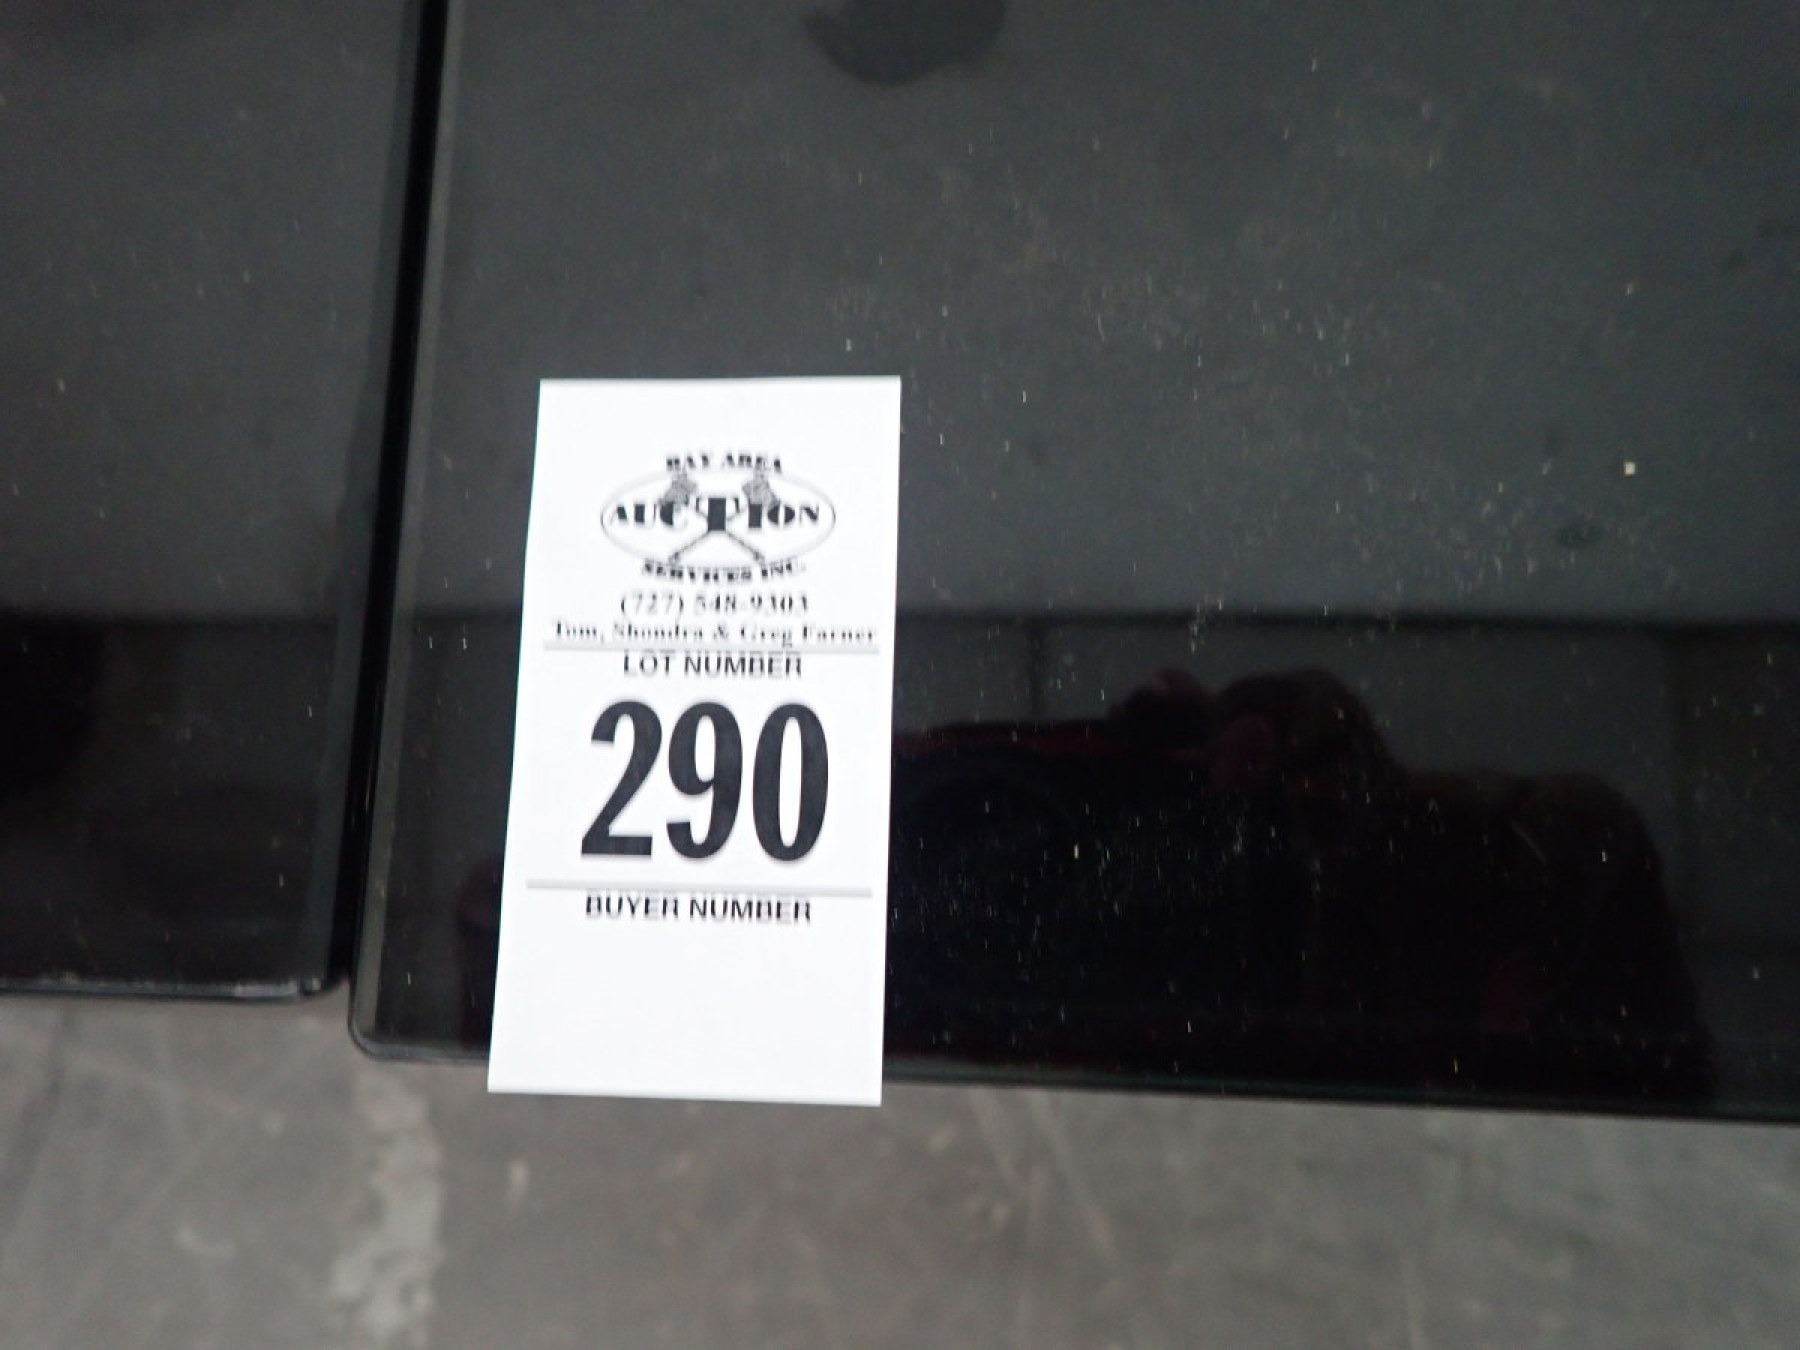 BAY AREA
AUCTION
SERVICES INC.
(727) 548-9303
Tom, Shondra & Greg Farner
LOT NUMBER
290
BUYER NUMBER